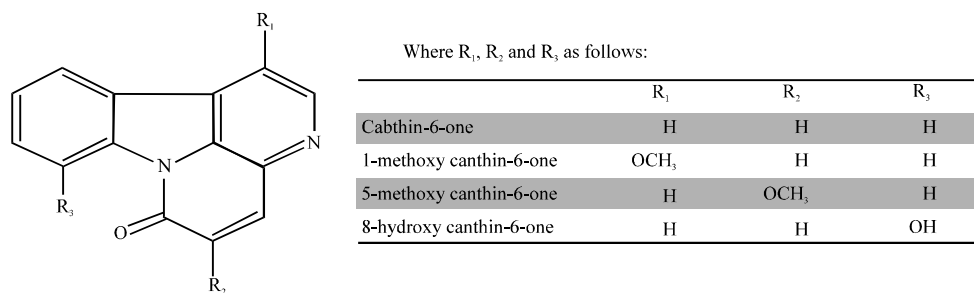 R₁
N
N
O
R₃
R₂
Where R₁, R₂ and R₃ as follows:
R₁ R₂ R₃
Cabthin-6-one H H H
1-methoxy canthin-6-one OCH₃ H H
5-methoxy canthin-6-one H OCH₃ H
8-hydroxy canthin-6-one H H OH